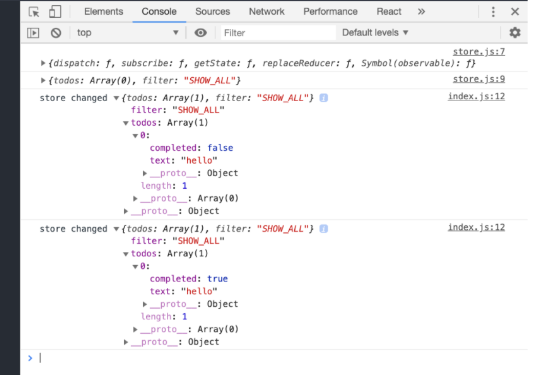 Elements Console Sources Network Performance React »
top Filter Default levels ▼
store.js:7
{dispatch: ƒ, subscribe: ƒ, getState: ƒ, replaceReducer: ƒ, Symbol(observable): ƒ}
{todos: Array(0), filter: "SHOW_ALL"} store.js:9
store changed {todos: Array(1), filter: "SHOW_ALL"} i index.js:12
filter: "SHOW_ALL"
todos: Array(1)
0:
completed: false
text: "hello"
__proto__: Object
length: 1
__proto__: Array(0)
__proto__: Object
store changed {todos: Array(1), filter: "SHOW_ALL"} i index.js:12
filter: "SHOW_ALL"
todos: Array(1)
0:
completed: true
text: "hello"
__proto__: Object
length: 1
__proto__: Array(0)
__proto__: Object
>